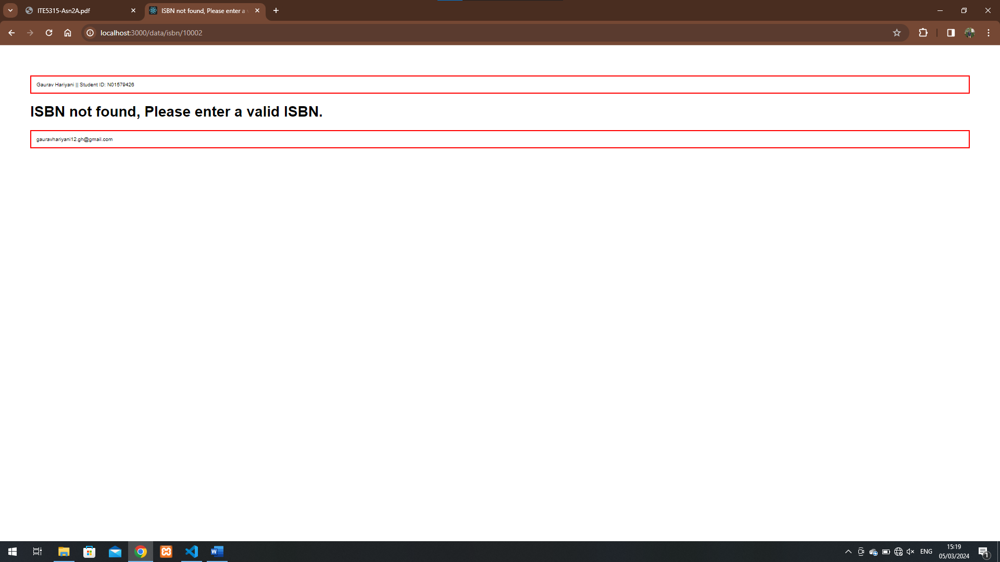 ITE5315-Asn2A.pdf
ISBN not found, Please enter a
localhost:3000/data/isbn/10002
Gaurav Hariyani || Student ID: N01579426
ISBN not found, Please enter a valid ISBN.
gauravhariyani12.gh@gmail.com
ENG
15:19
05/03/2024
1